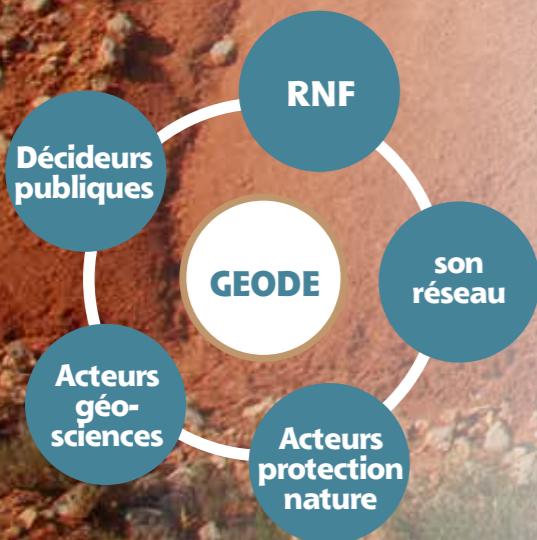 RNF
Décideurs
publiques
GEODE
son
réseau
Acteurs
géo-
sciences
Acteurs
protection
nature